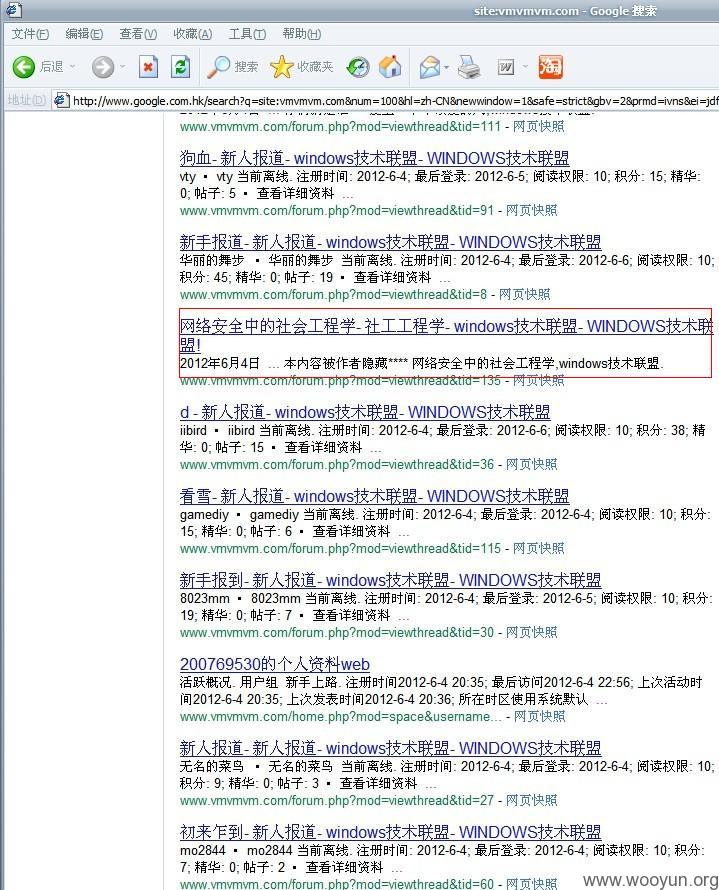 site:vmvmvm.com - Google 搜索
文件(F) 编辑(E) 查看(V) 收藏(A) 工具(T) 帮助(H)
后退 搜索 收藏夹 W 淘
地址(D) http://www.google.com.hk/search?q=site:vmvmvm.com&num=100&hl=zh-CN&newwindow=1&safe=strict&gbv=2&prmd=ivns&ei=jdf
www.vmvmvm.com/forum.php?mod=viewthread&tid=111 - 网页快照
狗血- 新人报道- windows技术联盟- WINDOWS技术联盟
vty ▪ vty 当前离线. 注册时间: 2012-6-4; 最后登录: 2012-6-5; 阅读权限: 10; 积分: 15; 精华:
0; 帖子: 5 ▪ 查看详细资料 ...
www.vmvmvm.com/forum.php?mod=viewthread&tid=91 - 网页快照
新手报道- 新人报道- windows技术联盟- WINDOWS技术联盟
华丽的舞步 ▪ 华丽的舞步 当前离线. 注册时间: 2012-6-4; 最后登录: 2012-6-6; 阅读权限: 10;
积分: 45; 精华: 0; 帖子: 19 ▪ 查看详细资料 ...
www.vmvmvm.com/forum.php?mod=viewthread&tid=8 - 网页快照
网络安全中的社会工程学- 社工工程学- windows技术联盟- WINDOWS技术联
盟!
2012年6月4日 ... 本内容被作者隐藏**** 网络安全中的社会工程学,windows技术联盟.
www.vmvmvm.com/forum.php?mod=viewthread&tid=135 - 网页快照
d - 新人报道- windows技术联盟- WINDOWS技术联盟
iibird ▪ iibird 当前离线. 注册时间: 2012-6-4; 最后登录: 2012-6-6; 阅读权限: 10; 积分: 38; 精
华: 0; 帖子: 15 ▪ 查看详细资料 ...
www.vmvmvm.com/forum.php?mod=viewthread&tid=36 - 网页快照
看雪- 新人报道- windows技术联盟- WINDOWS技术联盟
gamediy ▪ gamediy 当前离线. 注册时间: 2012-6-4; 最后登录: 2012-6-4; 阅读权限: 10; 积分:
15; 精华: 0; 帖子: 6 ▪ 查看详细资料 ...
www.vmvmvm.com/forum.php?mod=viewthread&tid=115 - 网页快照
新手报到- 新人报道- windows技术联盟- WINDOWS技术联盟
8023mm ▪ 8023mm 当前离线. 注册时间: 2012-6-4; 最后登录: 2012-6-5; 阅读权限: 10; 积分:
19; 精华: 0; 帖子: 7 ▪ 查看详细资料 ...
www.vmvmvm.com/forum.php?mod=viewthread&tid=30 - 网页快照
200769530的个人资料web
活跃概况. 用户组 新手上路. 注册时间2012-6-4 20:35; 最后访问2012-6-4 22:56; 上次活动时
间2012-6-4 20:35; 上次发表时间2012-6-4 20:36; 所在时区使用系统默认 ...
www.vmvmvm.com/home.php?mod=space&username... - 网页快照
新人报道- 新人报道- windows技术联盟- WINDOWS技术联盟
无名的菜鸟 ▪ 无名的菜鸟 当前离线. 注册时间: 2012-6-4; 最后登录: 2012-6-4; 阅读权限: 10;
积分: 9; 精华: 0; 帖子: 3 ▪ 查看详细资料 ...
www.vmvmvm.com/forum.php?mod=viewthread&tid=27 - 网页快照
初来乍到- 新人报道- windows技术联盟- WINDOWS技术联盟
mo2844 ▪ mo2844 当前离线. 注册时间: 2012-6-4; 最后登录: 2012-6-4; 阅读权限: 10; 积分:
7; 精华: 0; 帖子: 2 ▪ 查看详细资料 ...
www.vmvmvm.com/forum.php?mod=viewthread&tid=60 - 网页快照
www.wooyun.org